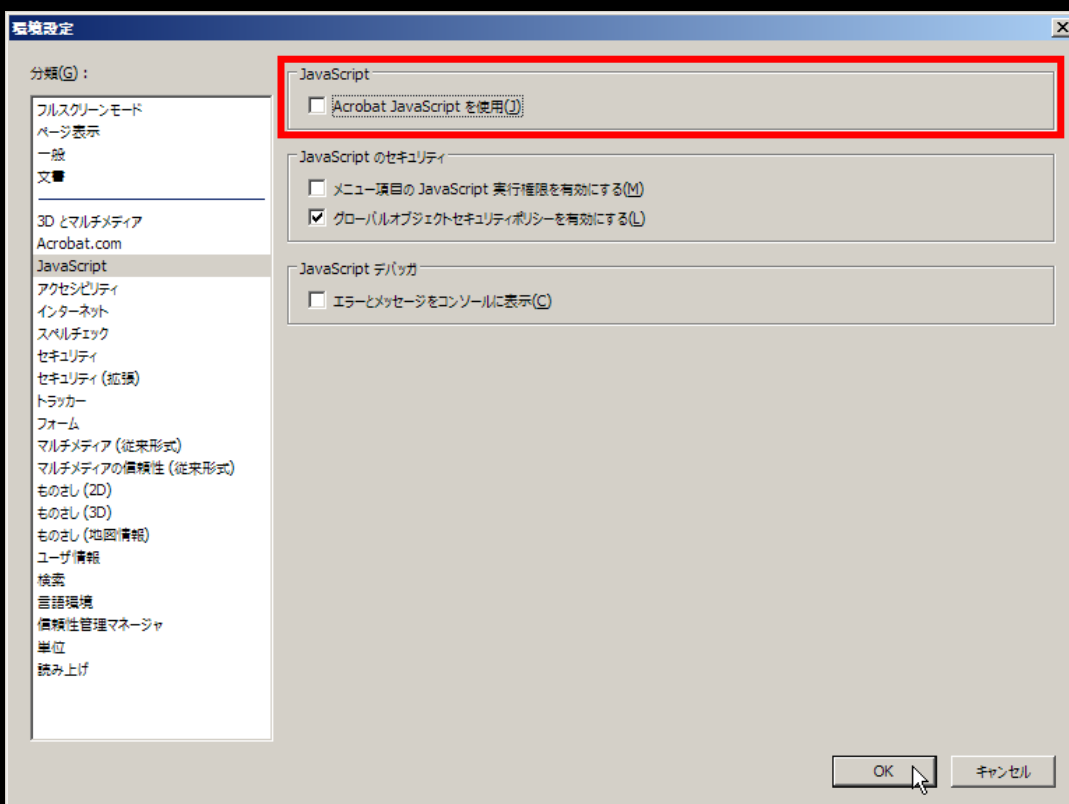 環境設定
分類(G):
フルスクリーンモード
ページ表示
一般
文書
3D とマルチメディア
Acrobat.com
JavaScript
アクセシビリティ
インターネット
スペルチェック
セキュリティ
セキュリティ (拡張)
トラッカー
フォーム
マルチメディア (従来形式)
マルチメディアの信頼性 (従来形式)
ものさし (2D)
ものさし (3D)
ものさし (地図情報)
ユーザ情報
検索
言語環境
信頼性管理マネージャ
単位
読み上げ
JavaScript
Acrobat JavaScript を使用(J)
JavaScript のセキュリティ
メニュー項目の JavaScript 実行権限を有効にする(M)
グローバルオブジェクトセキュリティポリシーを有効にする(L)
JavaScript デバッガ
エラーとメッセージをコンソールに表示(C)
OK
キャンセル